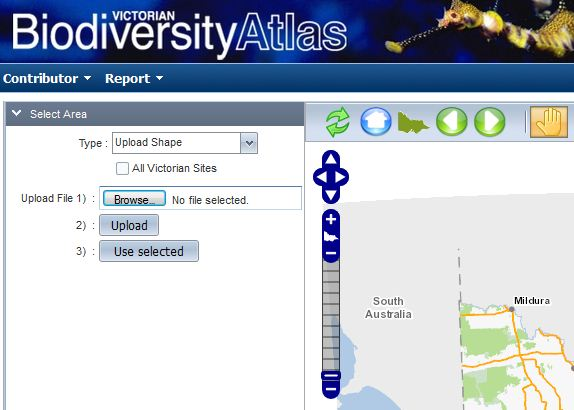 VICTORIAN
BiodiversityAtlas
Contributor Report
Select Area
Type : Upload Shape
All Victorian Sites
Upload File 1) : Browse... No file selected.
2) : Upload
3) : Use selected
South
Australia
Mildura